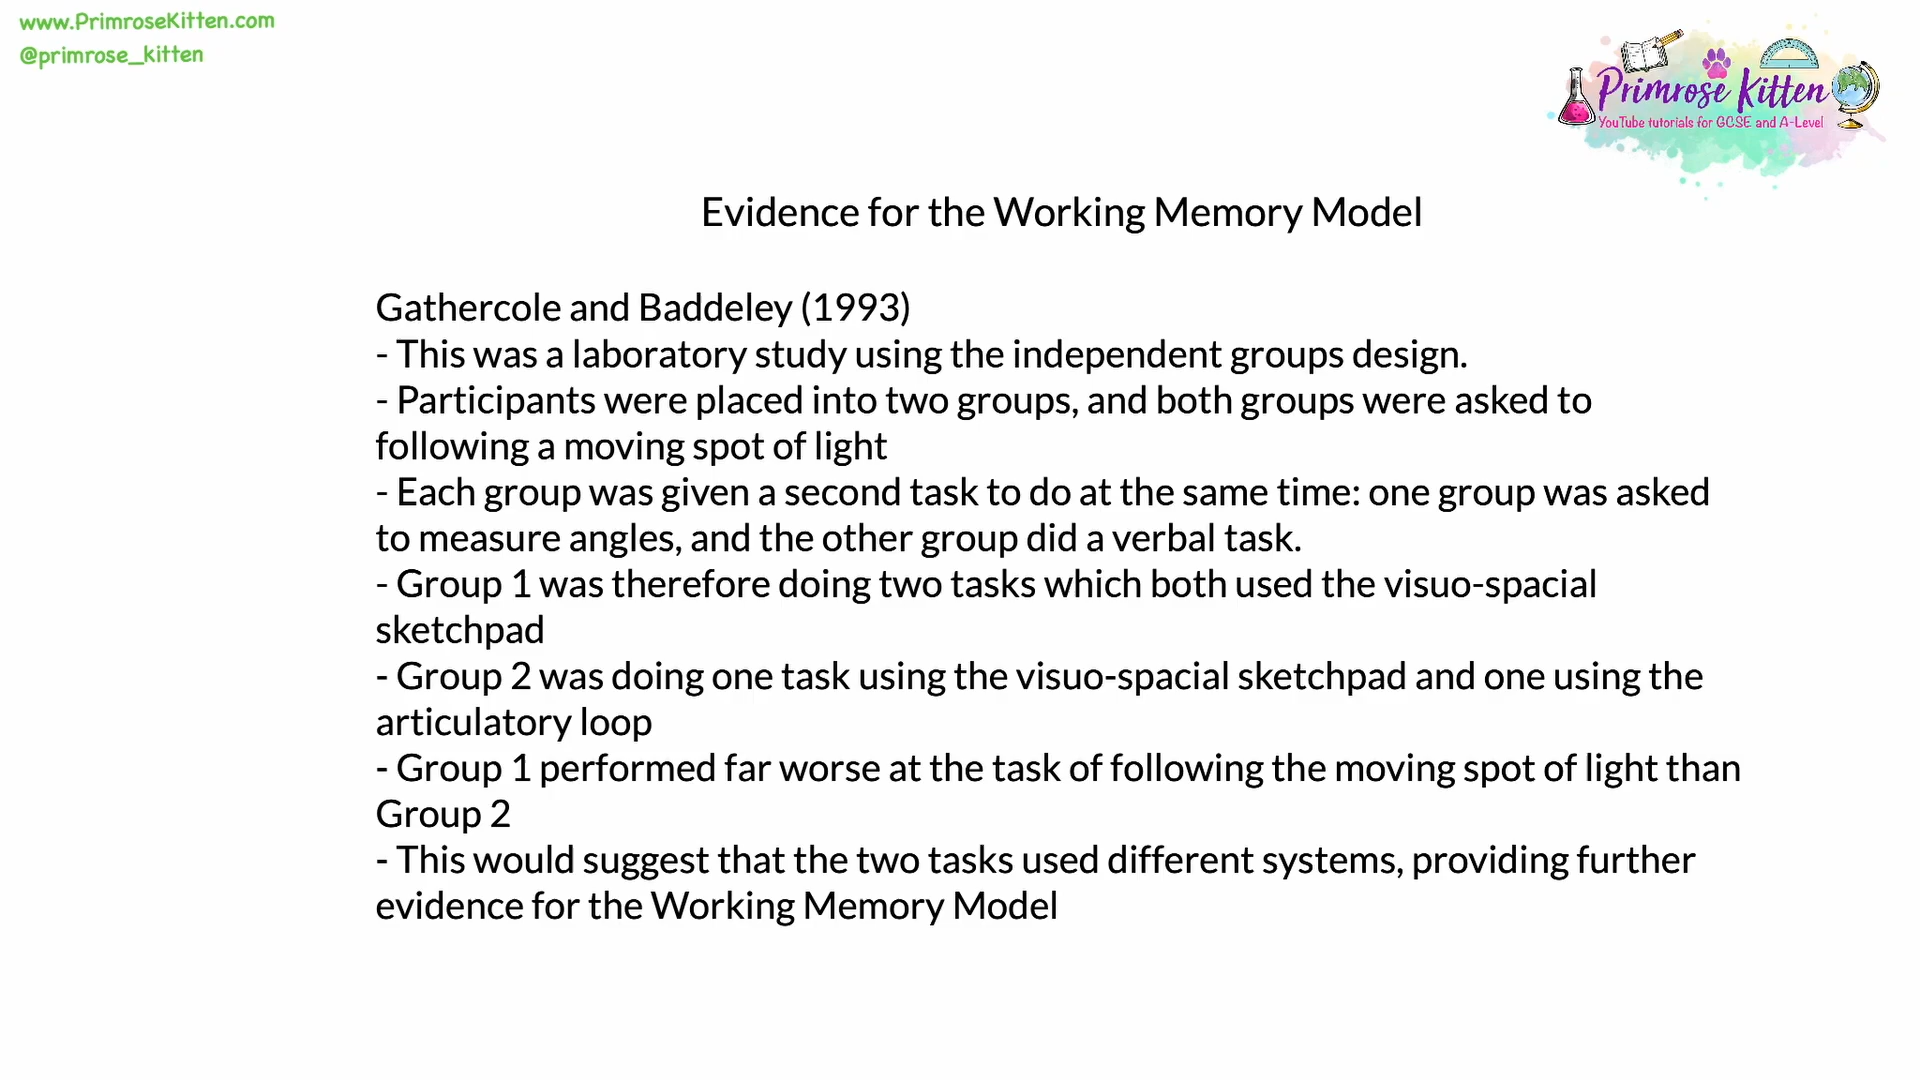 www.PrimroseKitten.com
@primrose_kitten
Primrose Kitten
YouTube tutorials for GCSE and A-Level
Evidence for the Working Memory Model
Gathercole and Baddeley (1993)
- This was a laboratory study using the independent groups design.
- Participants were placed into two groups, and both groups were asked to
following a moving spot of light
- Each group was given a second task to do at the same time: one group was asked
to measure angles, and the other group did a verbal task.
- Group 1 was therefore doing two tasks which both used the visuo-spacial
sketchpad
- Group 2 was doing one task using the visuo-spacial sketchpad and one using the
articulatory loop
- Group 1 performed far worse at the task of following the moving spot of light than
Group 2
- This would suggest that the two tasks used different systems, providing further
evidence for the Working Memory Model